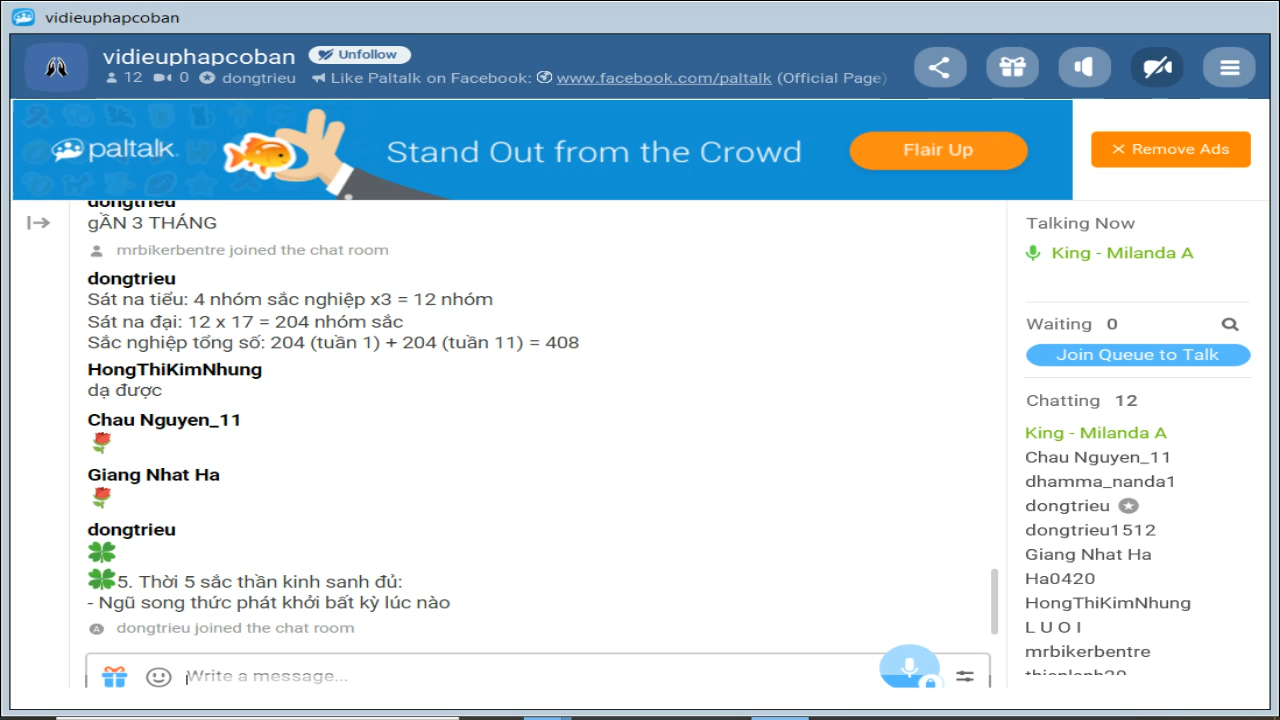 vidieuphapcoban
vidieuphapcoban
Unfollow
12 0 dongtrieu Like Paltalk on Facebook: www.facebook.com/paltalk (Official Page)
paltalk
Stand Out from the Crowd
Flair Up
× Remove Ads
dongtrieu
gẦN 3 THÁNG
mrbikerbentre joined the chat room
dongtrieu
Sát na tiểu: 4 nhóm sắc nghiệp x3 = 12 nhóm
Sát na đại: 12 x 17 = 204 nhóm sắc
Sắc nghiệp tổng số: 204 (tuần 1) + 204 (tuần 11) = 408
HongThiKimNhung
dạ được
Chau Nguyen_11
🌹
Giang Nhat Ha
🌹
dongtrieu
🍀
🍀5. Thời 5 sắc thần kinh sanh đủ:
- Ngũ song thức phát khởi bất kỳ lúc nào
A dongtrieu joined the chat room
Write a message...
Talking Now
King - Milanda A
Waiting 0
Join Queue to Talk
Chatting 12
King - Milanda A
Chau Nguyen_11
dhamma_nanda1
dongtrieu
dongtrieu1512
Giang Nhat Ha
Ha0420
HongThiKimNhung
L U O I
mrbikerbentre